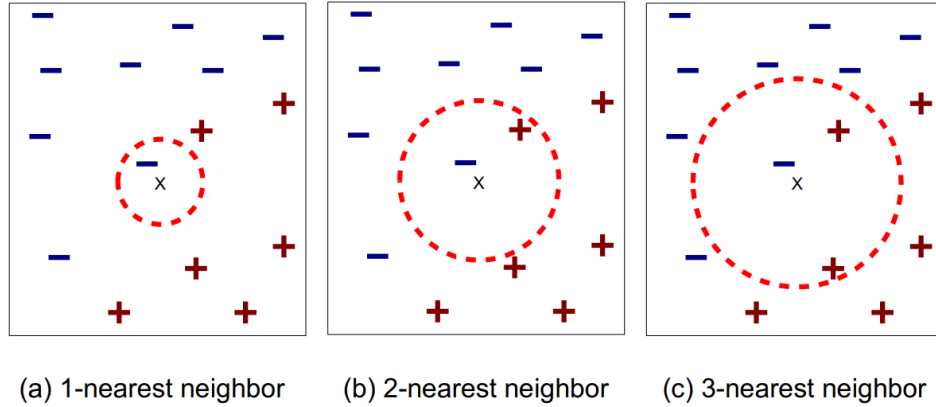 X
X
X
(a) 1-nearest neighbor
(b) 2-nearest neighbor
(c) 3-nearest neighbor